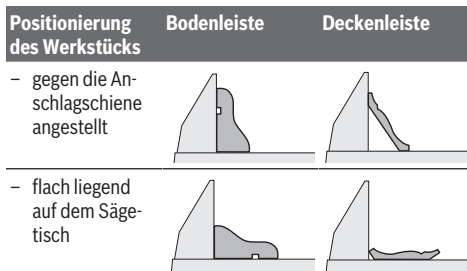 Positionierung des Werkstücks
Bodenleiste
Deckenleiste
– gegen die An-
schlagschiene
angestellt
– flach liegend
auf dem Säge-
tisch